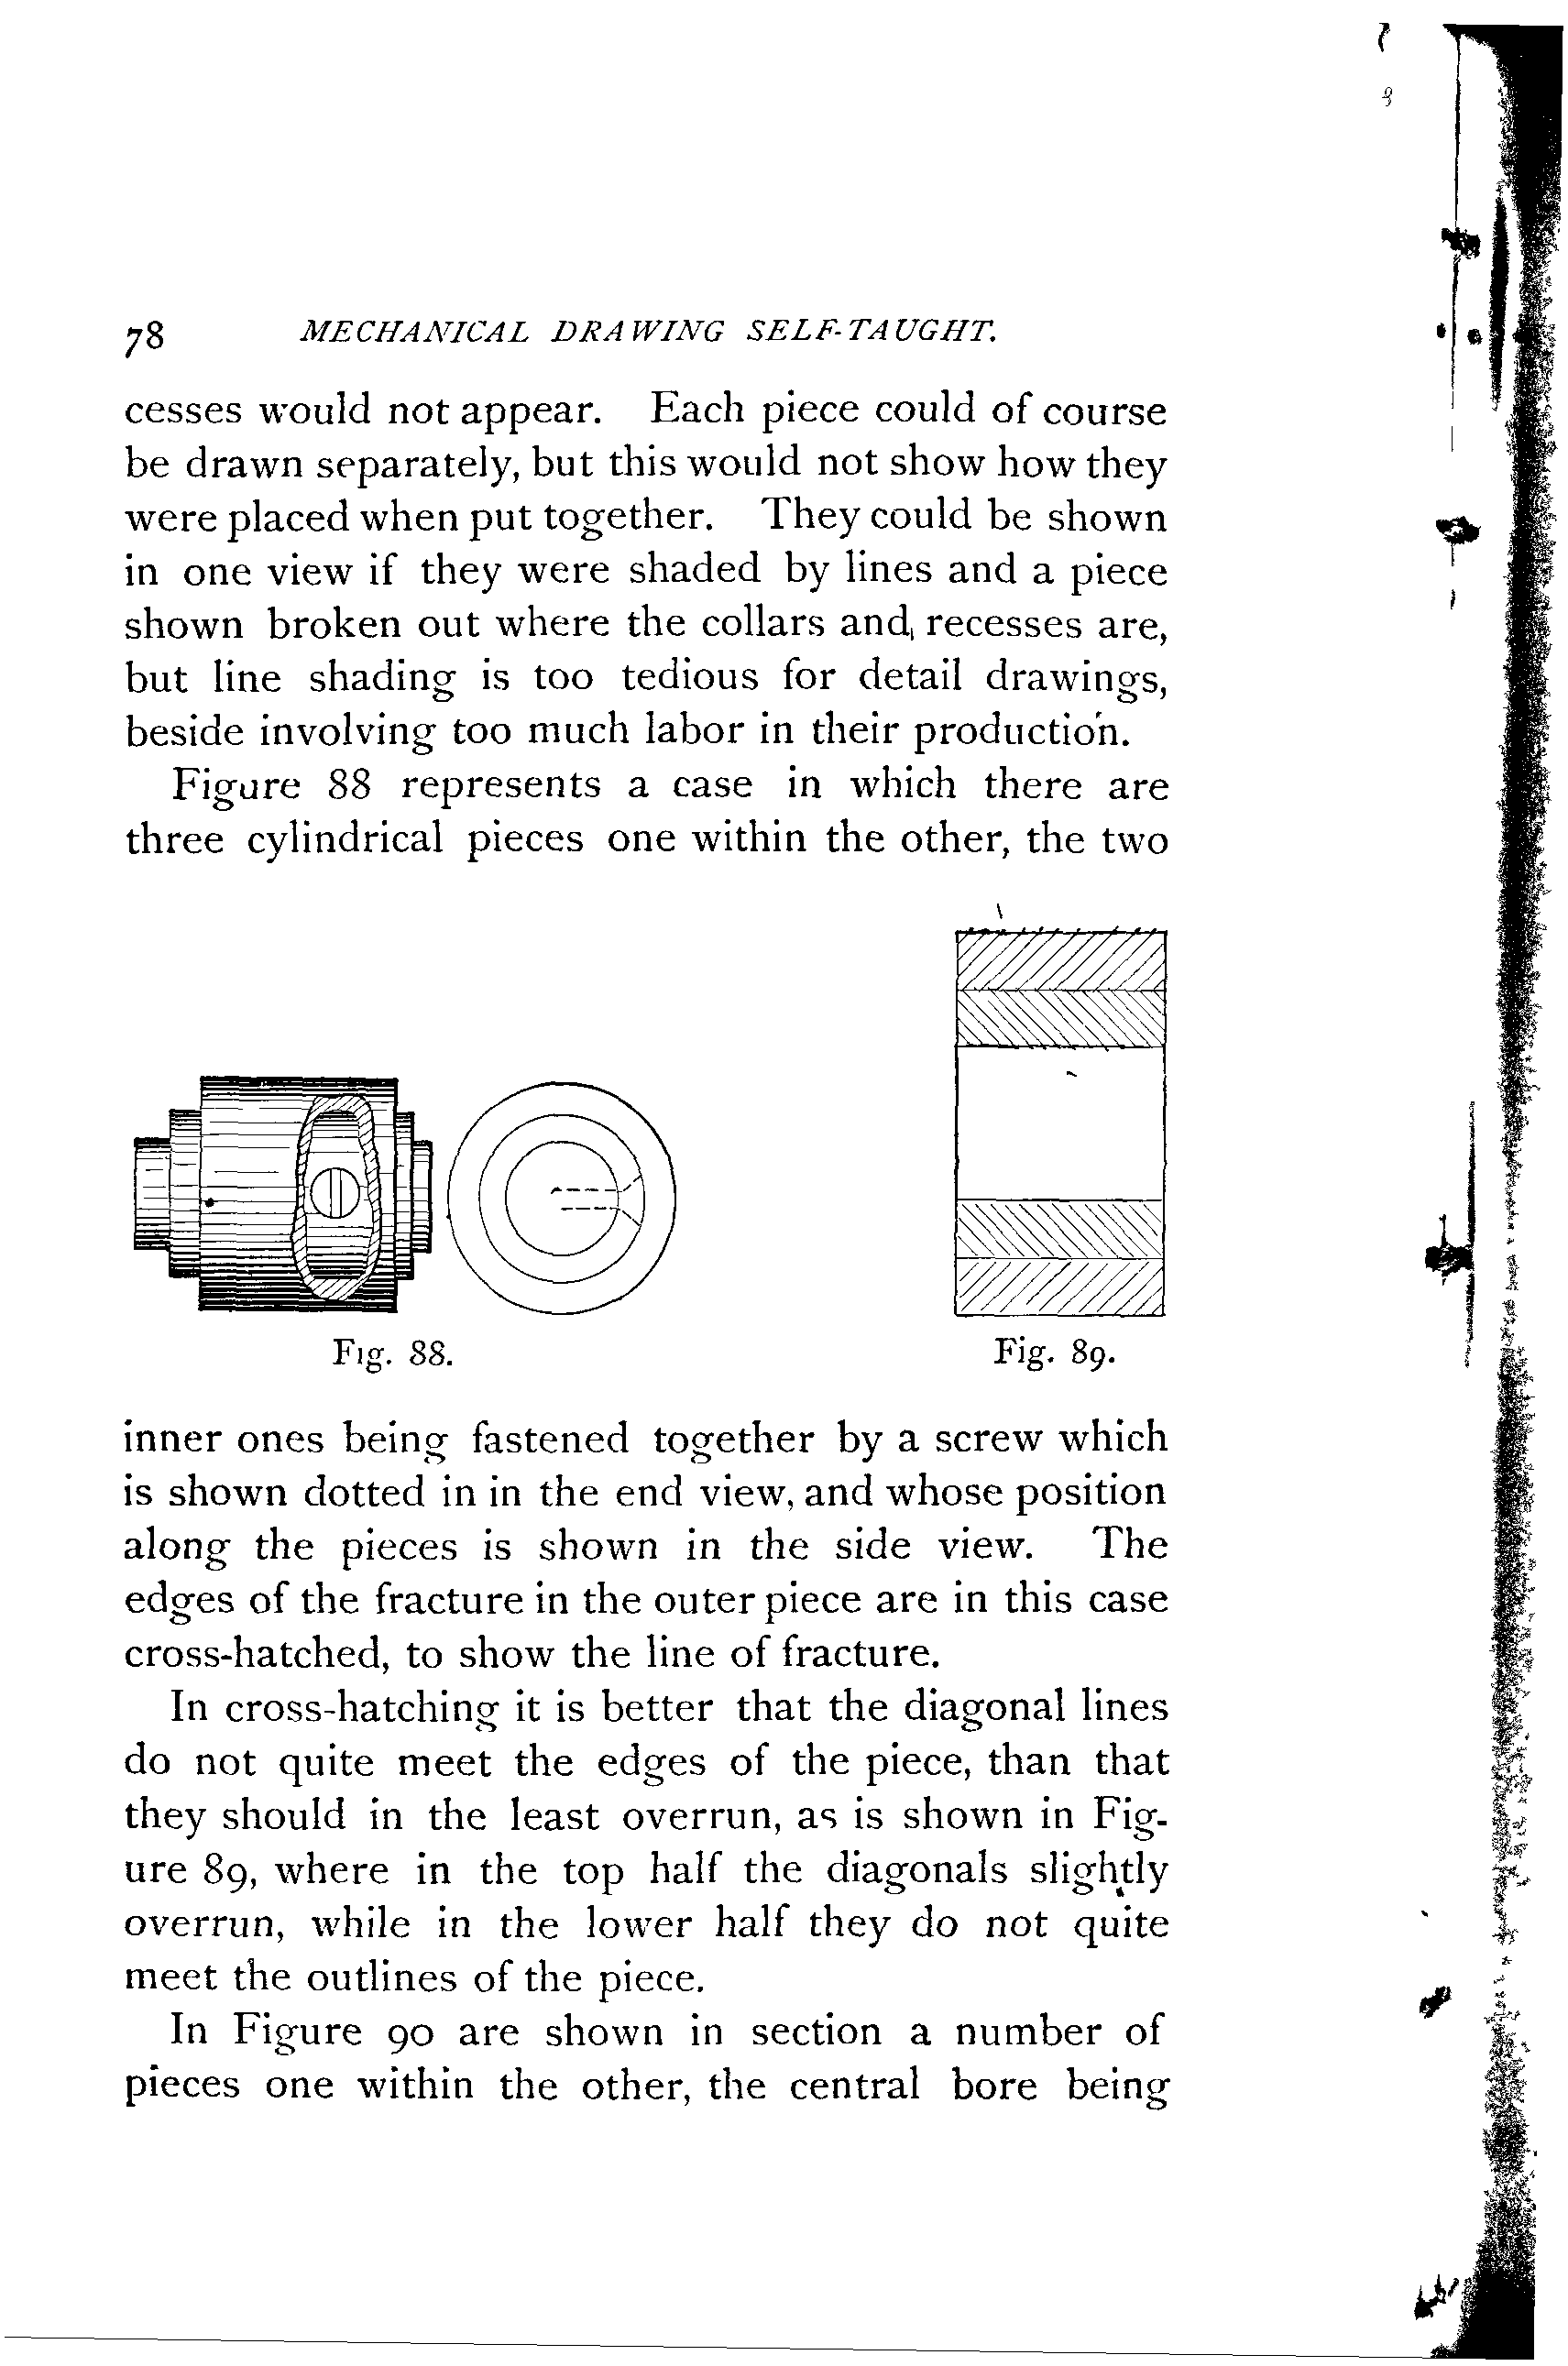 78 MECHANICAL DRAWING SELF-TAUGHT.
cesses would not appear. Each piece could of course
be drawn separately, but this would not show how they
were placed when put together. They could be shown
in one view if they were shaded by lines and a piece
shown broken out where the collars and recesses are,
but line shading is too tedious for detail drawings,
beside involving too much labor in their production.
Figure 88 represents a case in which there are
three cylindrical pieces one within the other, the two
Fig. 88.
Fig. 89.
inner ones being fastened together by a screw which
is shown dotted in in the end view, and whose position
along the pieces is shown in the side view. The
edges of the fracture in the outer piece are in this case
cross-hatched, to show the line of fracture.
In cross-hatching it is better that the diagonal lines
do not quite meet the edges of the piece, than that
they should in the least overrun, as is shown in Fig-
ure 89, where in the top half the diagonals slightly
overrun, while in the lower half they do not quite
meet the outlines of the piece.
In Figure 90 are shown in section a number of
pieces one within the other, the central bore being